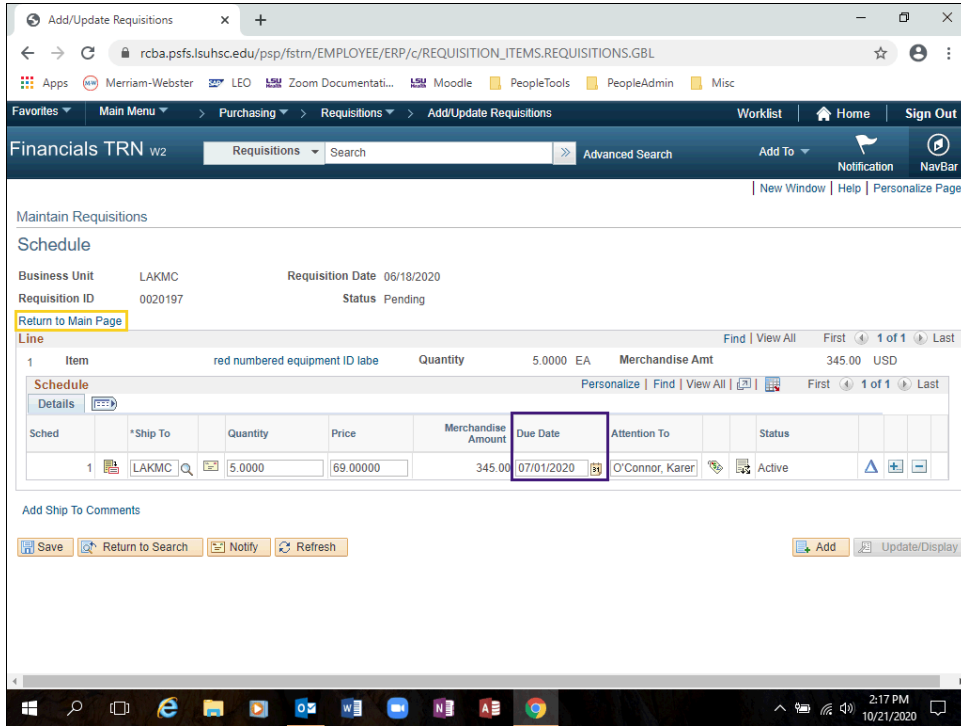 Add/Update Requisitions
rcba.psfs.lsuhsc.edu/psp/fstrn/EMPLOYEE/ERP/c/REQUISITION_ITEMS.REQUISITIONS.GBL
Apps Merriam-Webster LEO Zoom Documentati... Moodle PeopleTools PeopleAdmin Misc
Favorites Main Menu > Purchasing > Requisitions > Add/Update Requisitions Worklist Home Sign Out
Financials TRN W2 Requisitions Search Advanced Search Add To Notification NavBar
New Window | Help | Personalize Page
Maintain Requisitions
Schedule
Business Unit LAKMC Requisition Date 06/18/2020
Requisition ID 0020197 Status Pending
Return to Main Page
Line Find | View All First 1 of 1 Last
1 Item red numbered equipment ID labe Quantity 5.0000 EA Merchandise Amt 345.00 USD
Schedule Personalize | Find | View All | First 1 of 1 Last
Details
Sched *Ship To Quantity Price Merchandise Amount Due Date Attention To Status
1 LAKMC 5.0000 69.00000 345.00 07/01/2020 31 O'Connor, Karer Active
Add Ship To Comments
Save Return to Search Notify Refresh Add Update/Display
2:17 PM
10/21/2020